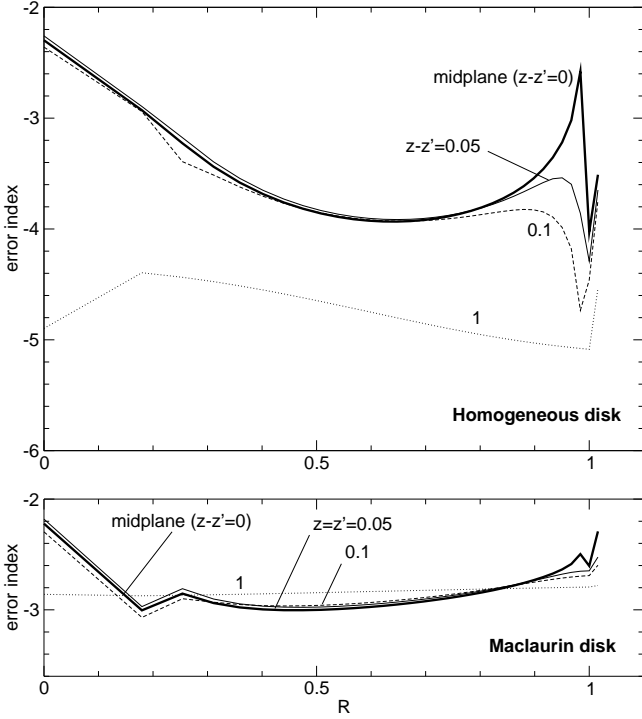 -2
midplane (z-z'=0)
-3
z-z'=0.05
error index
-4
0.1
1
-5
Homogeneous disk
-6
0
0.5
1
-2
midplane (z-z'=0)
z=z'=0.05
0.1
error index
1
-3
Maclaurin disk
0
0.5
1
R